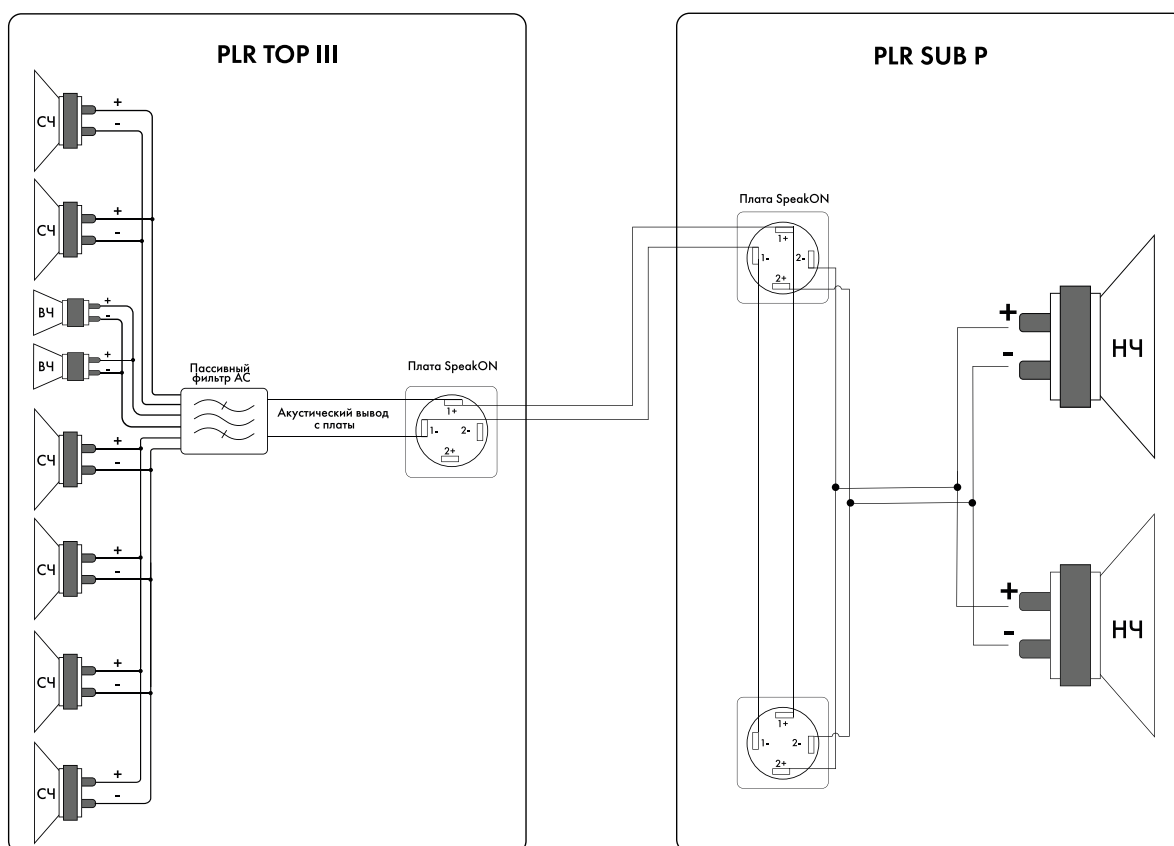 PLR TOP III
СЧ
+
-
СЧ
+
-
ВЧ
+
-
ВЧ
+
-
Пассивный
фильтр АС
СЧ
+
-
СЧ
+
-
СЧ
+
-
СЧ
+
-
Акустический вывод
с платы
Плата SpeakON
1+
1-
2-
2+
PLR SUB P
Плата SpeakON
1+
1-
2-
2+
+
-
НЧ
+
-
НЧ
1+
1-
2-
2+